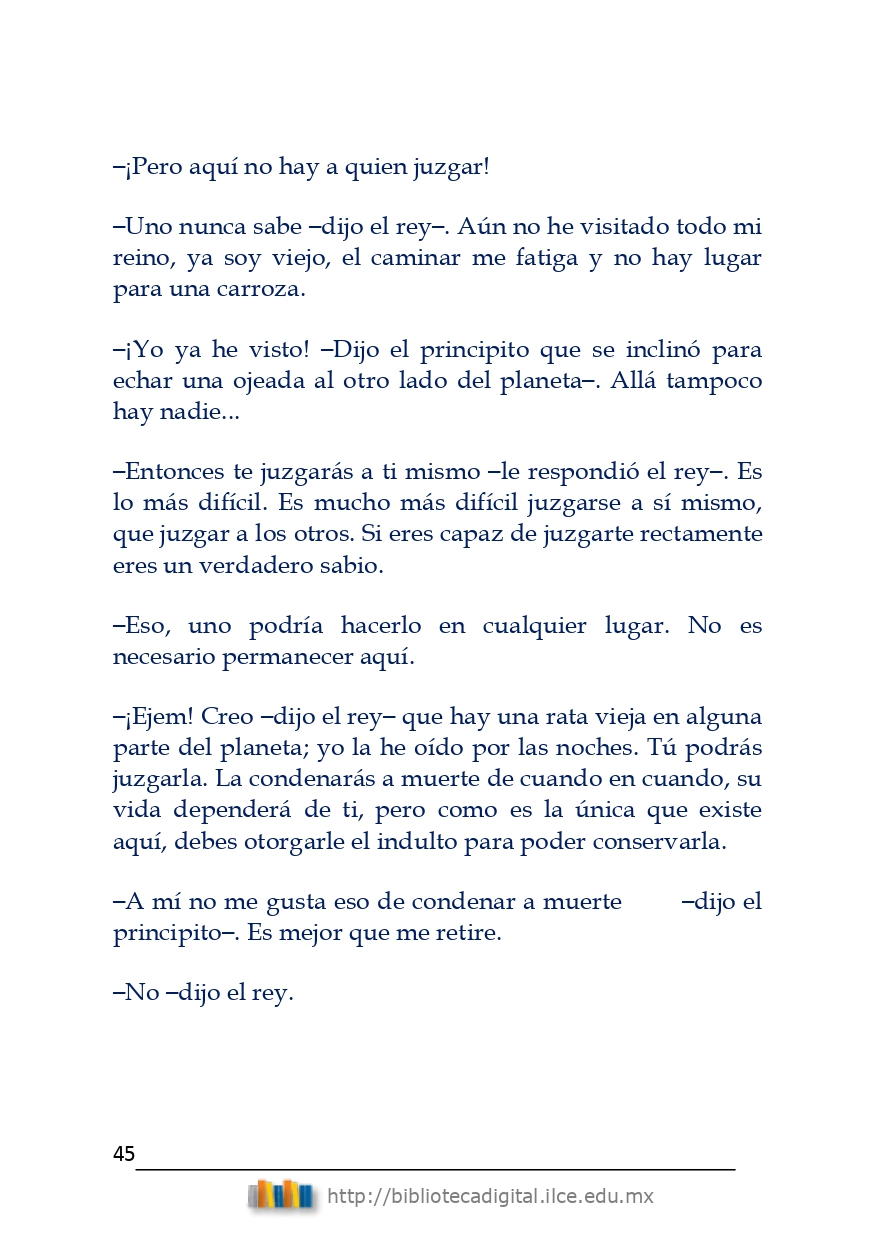 –¡Pero aquí no hay a quien juzgar!
–Uno nunca sabe –dijo el rey–. Aún no he visitado todo mi
reino, ya soy viejo, el caminar me fatiga y no hay lugar
para una carroza.
–¡Yo ya he visto! –Dijo el principito que se inclinó para
echar una ojeada al otro lado del planeta–. Allá tampoco
hay nadie...
–Entonces te juzgarás a ti mismo –le respondió el rey–. Es
lo más difícil. Es mucho más difícil juzgarse a sí mismo,
que juzgar a los otros. Si eres capaz de juzgarte rectamente
eres un verdadero sabio.
–Eso, uno podría hacerlo en cualquier lugar. No es
necesario permanecer aquí.
–¡Ejem! Creo –dijo el rey– que hay una rata vieja en alguna
parte del planeta; yo la he oído por las noches. Tú podrás
juzgarla. La condenarás a muerte de cuando en cuando, su
vida dependerá de ti, pero como es la única que existe
aquí, debes otorgarle el indulto para poder conservarla.
–A mí no me gusta eso de condenar a muerte –dijo el
principito–. Es mejor que me retire.
–No –dijo el rey.
45
http://bibliotecadigital.ilce.edu.mx